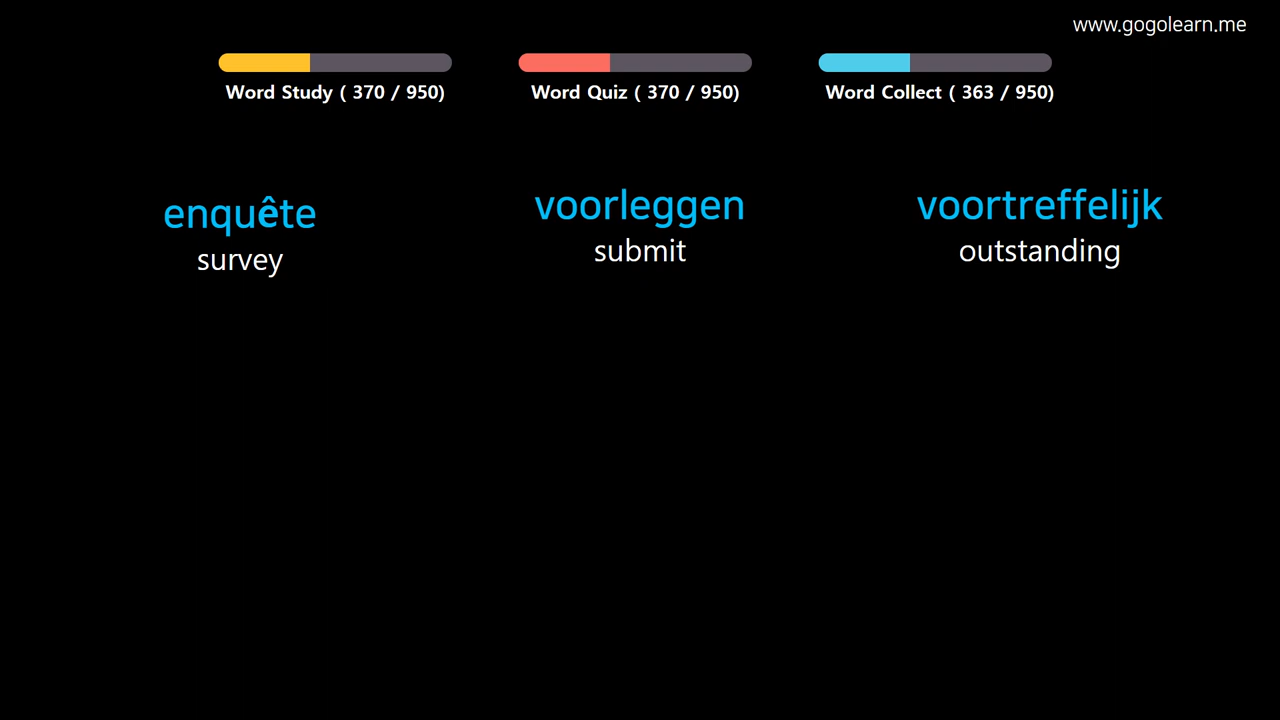 www.gogolearn.me
Word Study ( 370 / 950)
Word Quiz ( 370 / 950)
Word Collect ( 363 / 950)
enquête
survey
voorleggen
submit
voortreffelijk
outstanding